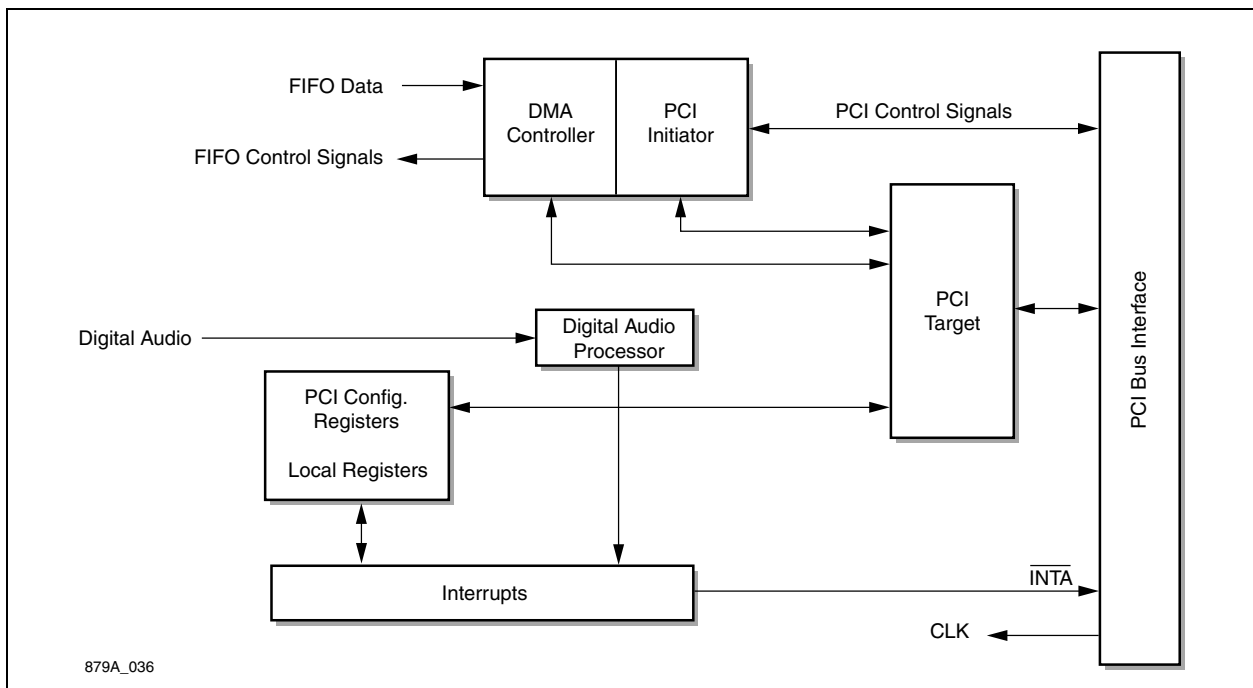 FIFO Data
FIFO Control Signals
DMA
Controller
PCI
Initiator
PCI Control Signals
PCI
Target
PCI Bus Interface
Digital Audio
Digital Audio
Processor
PCI Config.
Registers
Local Registers
Interrupts
INTA
CLK
879A_036